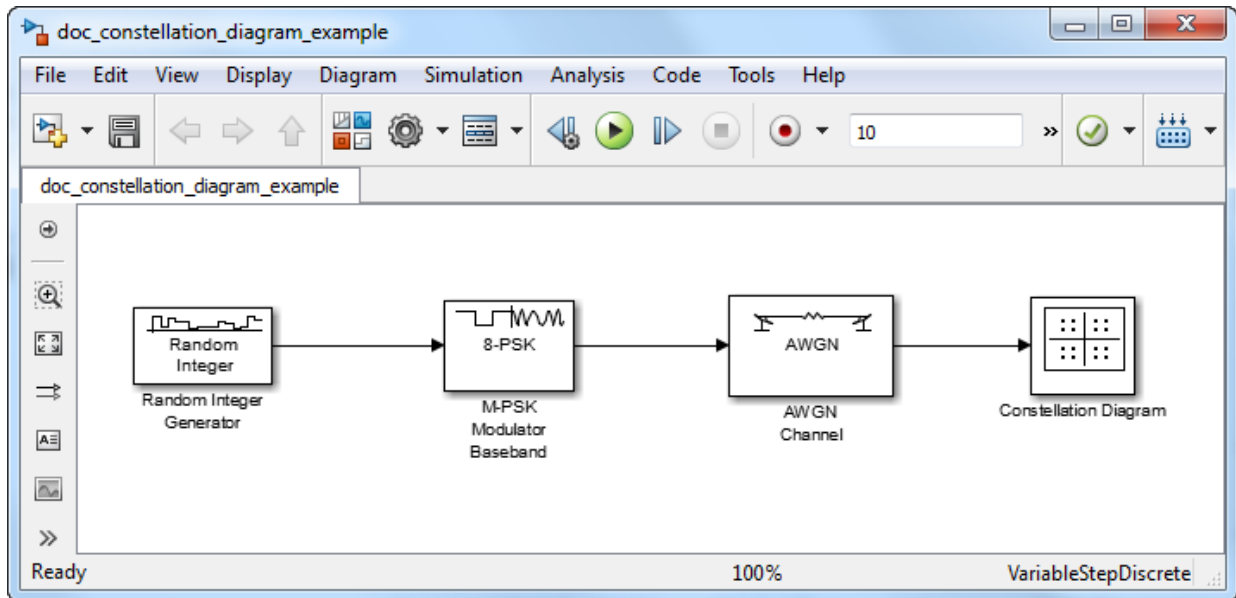 doc_constellation_diagram_example
File Edit View Display Diagram Simulation Analysis Code Tools Help
10
doc_constellation_diagram_example
Random
Integer
Random Integer
Generator
8-PSK
M-PSK
Modulator
Baseband
AWGN
AWGN
Channel
Constellation Diagram
Ready 100% VariableStepDiscrete